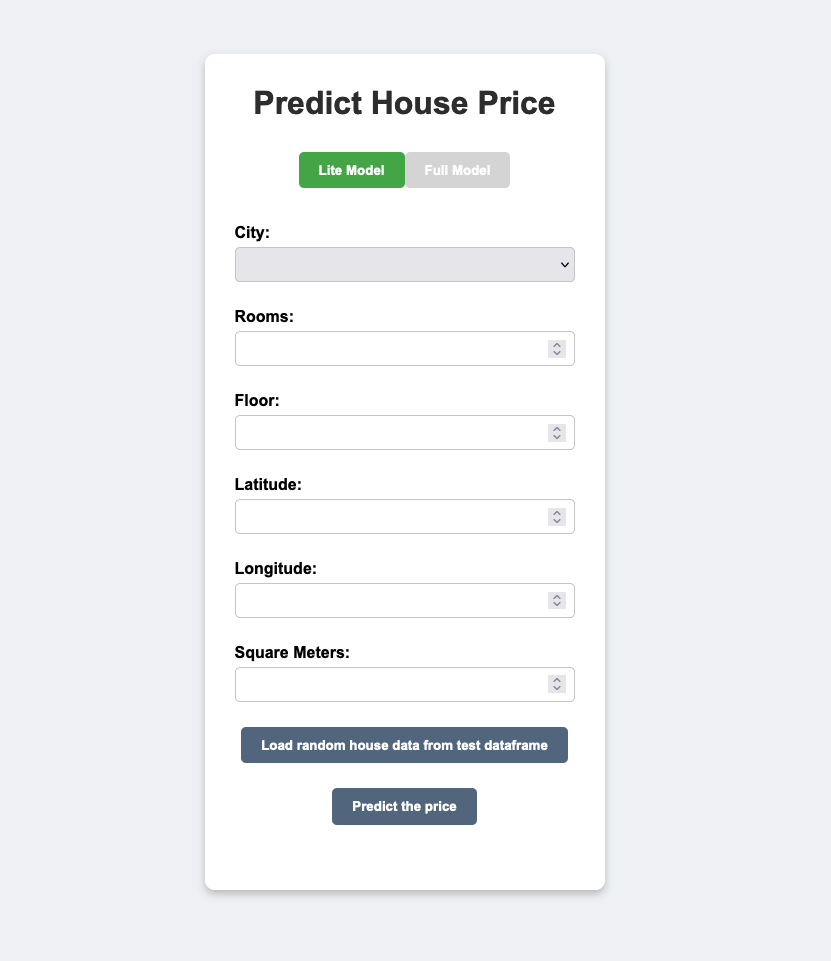 Predict House Price
Lite Model Full Model
City:
Rooms:
Floor:
Latitude:
Longitude:
Square Meters:
Load random house data from test dataframe
Predict the price